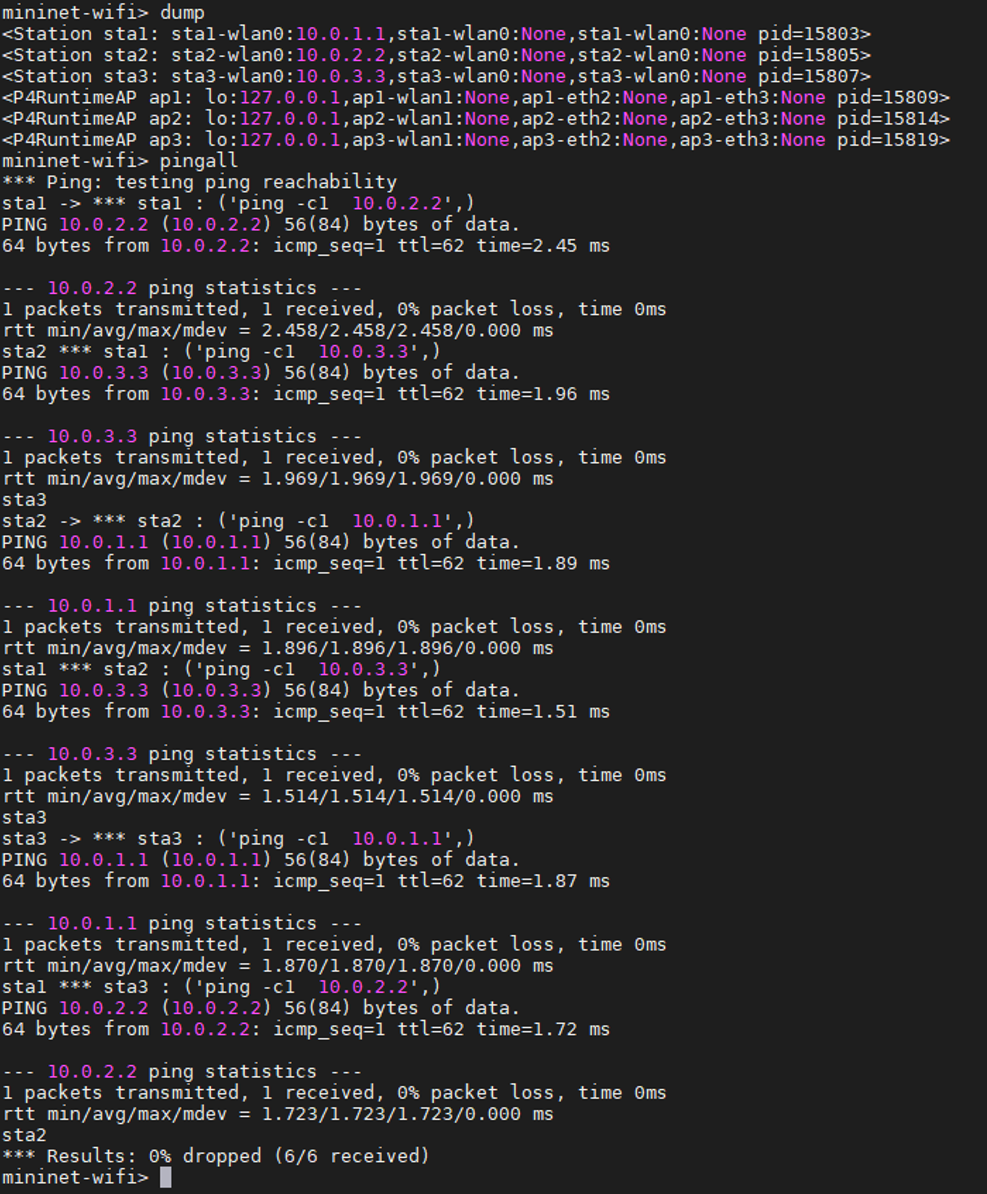 mininet-wifi> dump
<Station sta1: sta1-wlan0:10.0.1.1,sta1-wlan0:None,sta1-wlan0:None pid=15803>
<Station sta2: sta2-wlan0:10.0.2.2,sta2-wlan0:None,sta2-wlan0:None pid=15805>
<Station sta3: sta3-wlan0:10.0.3.3,sta3-wlan0:None,sta3-wlan0:None pid=15807>
<P4RuntimeAP ap1: lo:127.0.0.1,ap1-wlan1:None,ap1-eth2:None,ap1-eth3:None pid=15809>
<P4RuntimeAP ap2: lo:127.0.0.1,ap2-wlan1:None,ap2-eth2:None,ap2-eth3:None pid=15814>
<P4RuntimeAP ap3: lo:127.0.0.1,ap3-wlan1:None,ap3-eth2:None,ap3-eth3:None pid=15819>
mininet-wifi> pingall
*** Ping: testing ping reachability
sta1 -> *** sta1 : ('ping -c1  10.0.2.2',)
PING 10.0.2.2 (10.0.2.2) 56(84) bytes of data.
64 bytes from 10.0.2.2: icmp_seq=1 ttl=62 time=2.45 ms

--- 10.0.2.2 ping statistics ---
1 packets transmitted, 1 received, 0% packet loss, time 0ms
rtt min/avg/max/mdev = 2.458/2.458/2.458/0.000 ms
sta2 *** sta1 : ('ping -c1  10.0.3.3',)
PING 10.0.3.3 (10.0.3.3) 56(84) bytes of data.
64 bytes from 10.0.3.3: icmp_seq=1 ttl=62 time=1.96 ms

--- 10.0.3.3 ping statistics ---
1 packets transmitted, 1 received, 0% packet loss, time 0ms
rtt min/avg/max/mdev = 1.969/1.969/1.969/0.000 ms
sta3
sta2 -> *** sta2 : ('ping -c1  10.0.1.1',)
PING 10.0.1.1 (10.0.1.1) 56(84) bytes of data.
64 bytes from 10.0.1.1: icmp_seq=1 ttl=62 time=1.89 ms

--- 10.0.1.1 ping statistics ---
1 packets transmitted, 1 received, 0% packet loss, time 0ms
rtt min/avg/max/mdev = 1.896/1.896/1.896/0.000 ms
sta1 *** sta2 : ('ping -c1  10.0.3.3',)
PING 10.0.3.3 (10.0.3.3) 56(84) bytes of data.
64 bytes from 10.0.3.3: icmp_seq=1 ttl=62 time=1.51 ms

--- 10.0.3.3 ping statistics ---
1 packets transmitted, 1 received, 0% packet loss, time 0ms
rtt min/avg/max/mdev = 1.514/1.514/1.514/0.000 ms
sta3
sta3 -> *** sta3 : ('ping -c1  10.0.1.1',)
PING 10.0.1.1 (10.0.1.1) 56(84) bytes of data.
64 bytes from 10.0.1.1: icmp_seq=1 ttl=62 time=1.87 ms

--- 10.0.1.1 ping statistics ---
1 packets transmitted, 1 received, 0% packet loss, time 0ms
rtt min/avg/max/mdev = 1.870/1.870/1.870/0.000 ms
sta1 *** sta3 : ('ping -c1  10.0.2.2',)
PING 10.0.2.2 (10.0.2.2) 56(84) bytes of data.
64 bytes from 10.0.2.2: icmp_seq=1 ttl=62 time=1.72 ms

--- 10.0.2.2 ping statistics ---
1 packets transmitted, 1 received, 0% packet loss, time 0ms
rtt min/avg/max/mdev = 1.723/1.723/1.723/0.000 ms
sta2
*** Results: 0% dropped (6/6 received)
mininet-wifi>